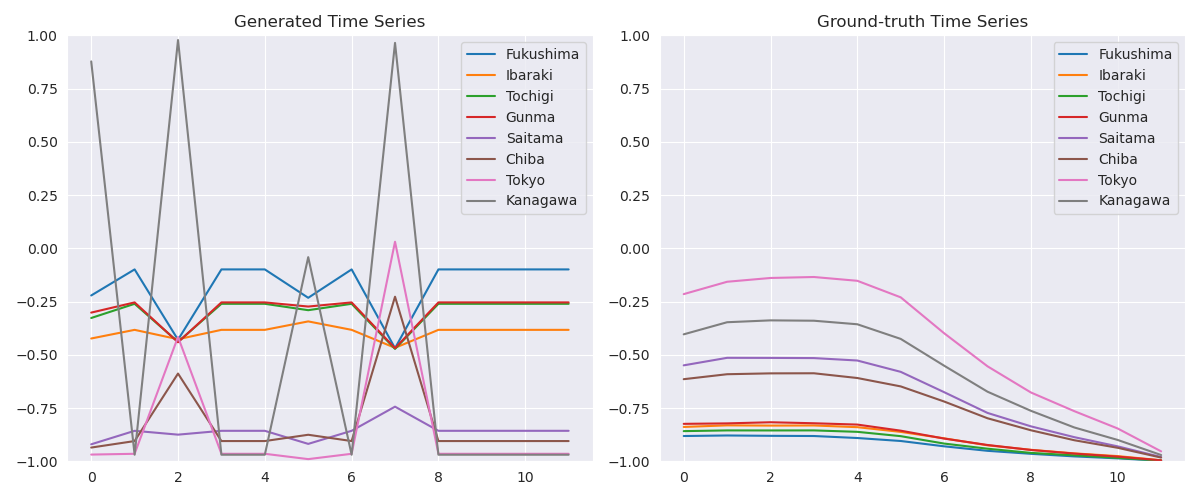 Generated Time Series
1.00
0.75
0.50
0.25
0.00
−0.25
−0.50
−0.75
−1.00
0
2
4
6
8
10
Fukushima
Ibaraki
Tochigi
Gunma
Saitama
Chiba
Tokyo
Kanagawa
Ground-truth Time Series
1.00
0.75
0.50
0.25
0.00
−0.25
−0.50
−0.75
−1.00
0
2
4
6
8
10
Fukushima
Ibaraki
Tochigi
Gunma
Saitama
Chiba
Tokyo
Kanagawa